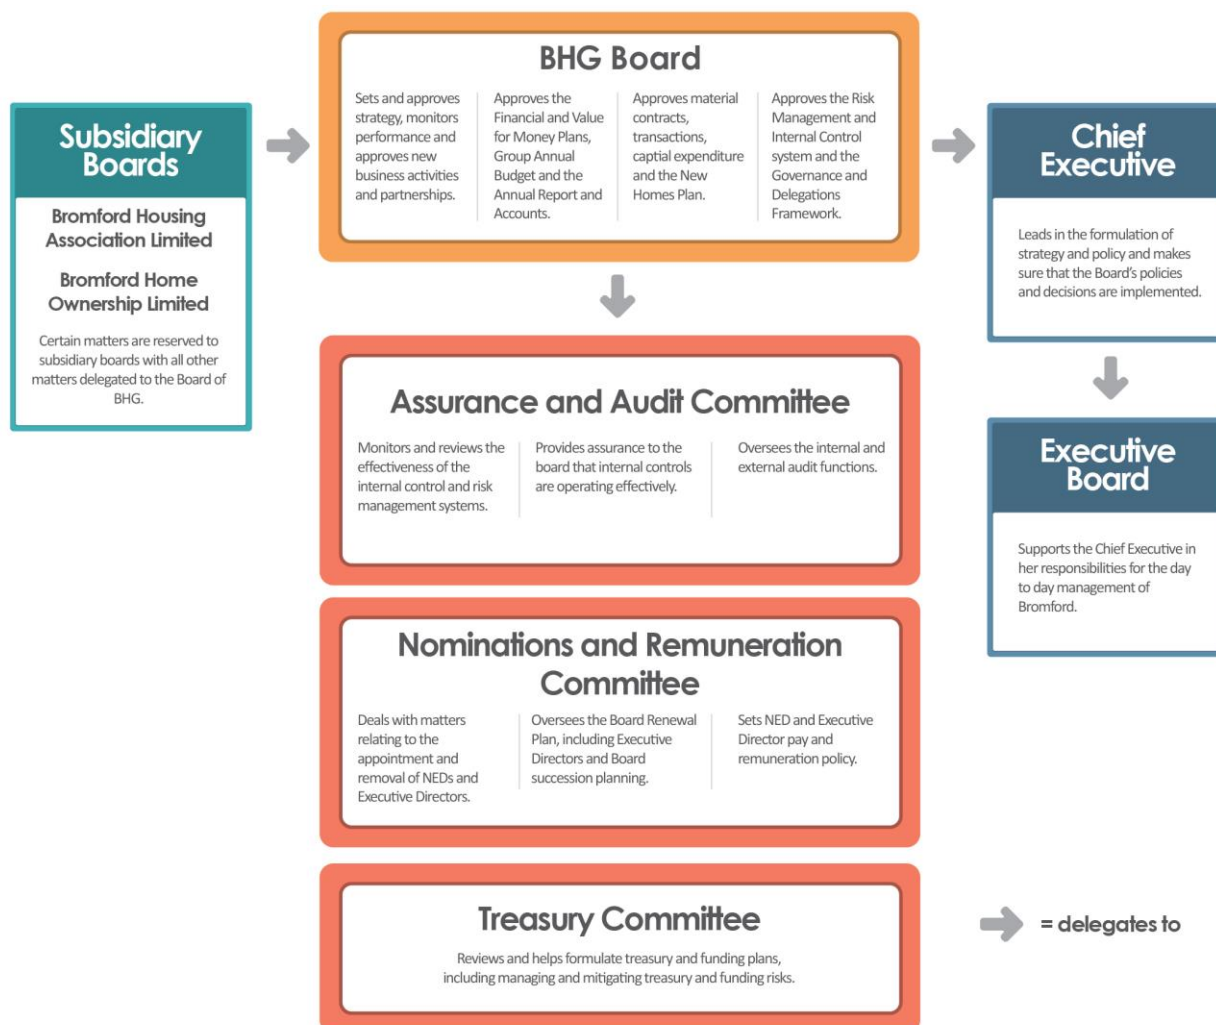 BHG Board
Sets and approves
strategy, monitors
performance and
approves new
business activities
and partnerships.
Approves the
Financial and Value
for Money Plans,
Group Annual
Budget and the
Annual Report and
Accounts.
Approves material
contracts,
transactions,
captial expenditure
and the New
Homes Plan.
Approves the Risk
Management and
Internal Control
system and the
Governance and
Delegations
Framework.
Subsidiary
Boards
Bromford Housing
Association Limited
Bromford Home
Ownership Limited
Certain matters are reserved to
subsidiary boards with all other
matters delegated to the Board of
BHG.
Chief
Executive
Leads in the formulation of
strategy and policy and makes
sure that the Board's policies
and decisions are implemented.
Assurance and Audit Committee
Monitors and reviews the
effectiveness of the
internal control and risk
management systems.
Provides assurance to the
board that internal controls
are operating effectively.
Oversees the internal and
external audit functions.
Executive
Board
Supports the Chief Executive in
her responsibilities for the day
to day management of
Bromford.
Nominations and Remuneration
Committee
Deals with matters
relating to the
appointment and
removal of NEDs and
Executive Directors.
Oversees the Board Renewal
Plan, including Executive
Directors and Board
succession planning.
Sets NED and Executive
Director pay and
remuneration policy.
Treasury Committee
Reviews and helps formulate treasury and funding plans,
including managing and mitigating treasury and funding risks.
= delegates to